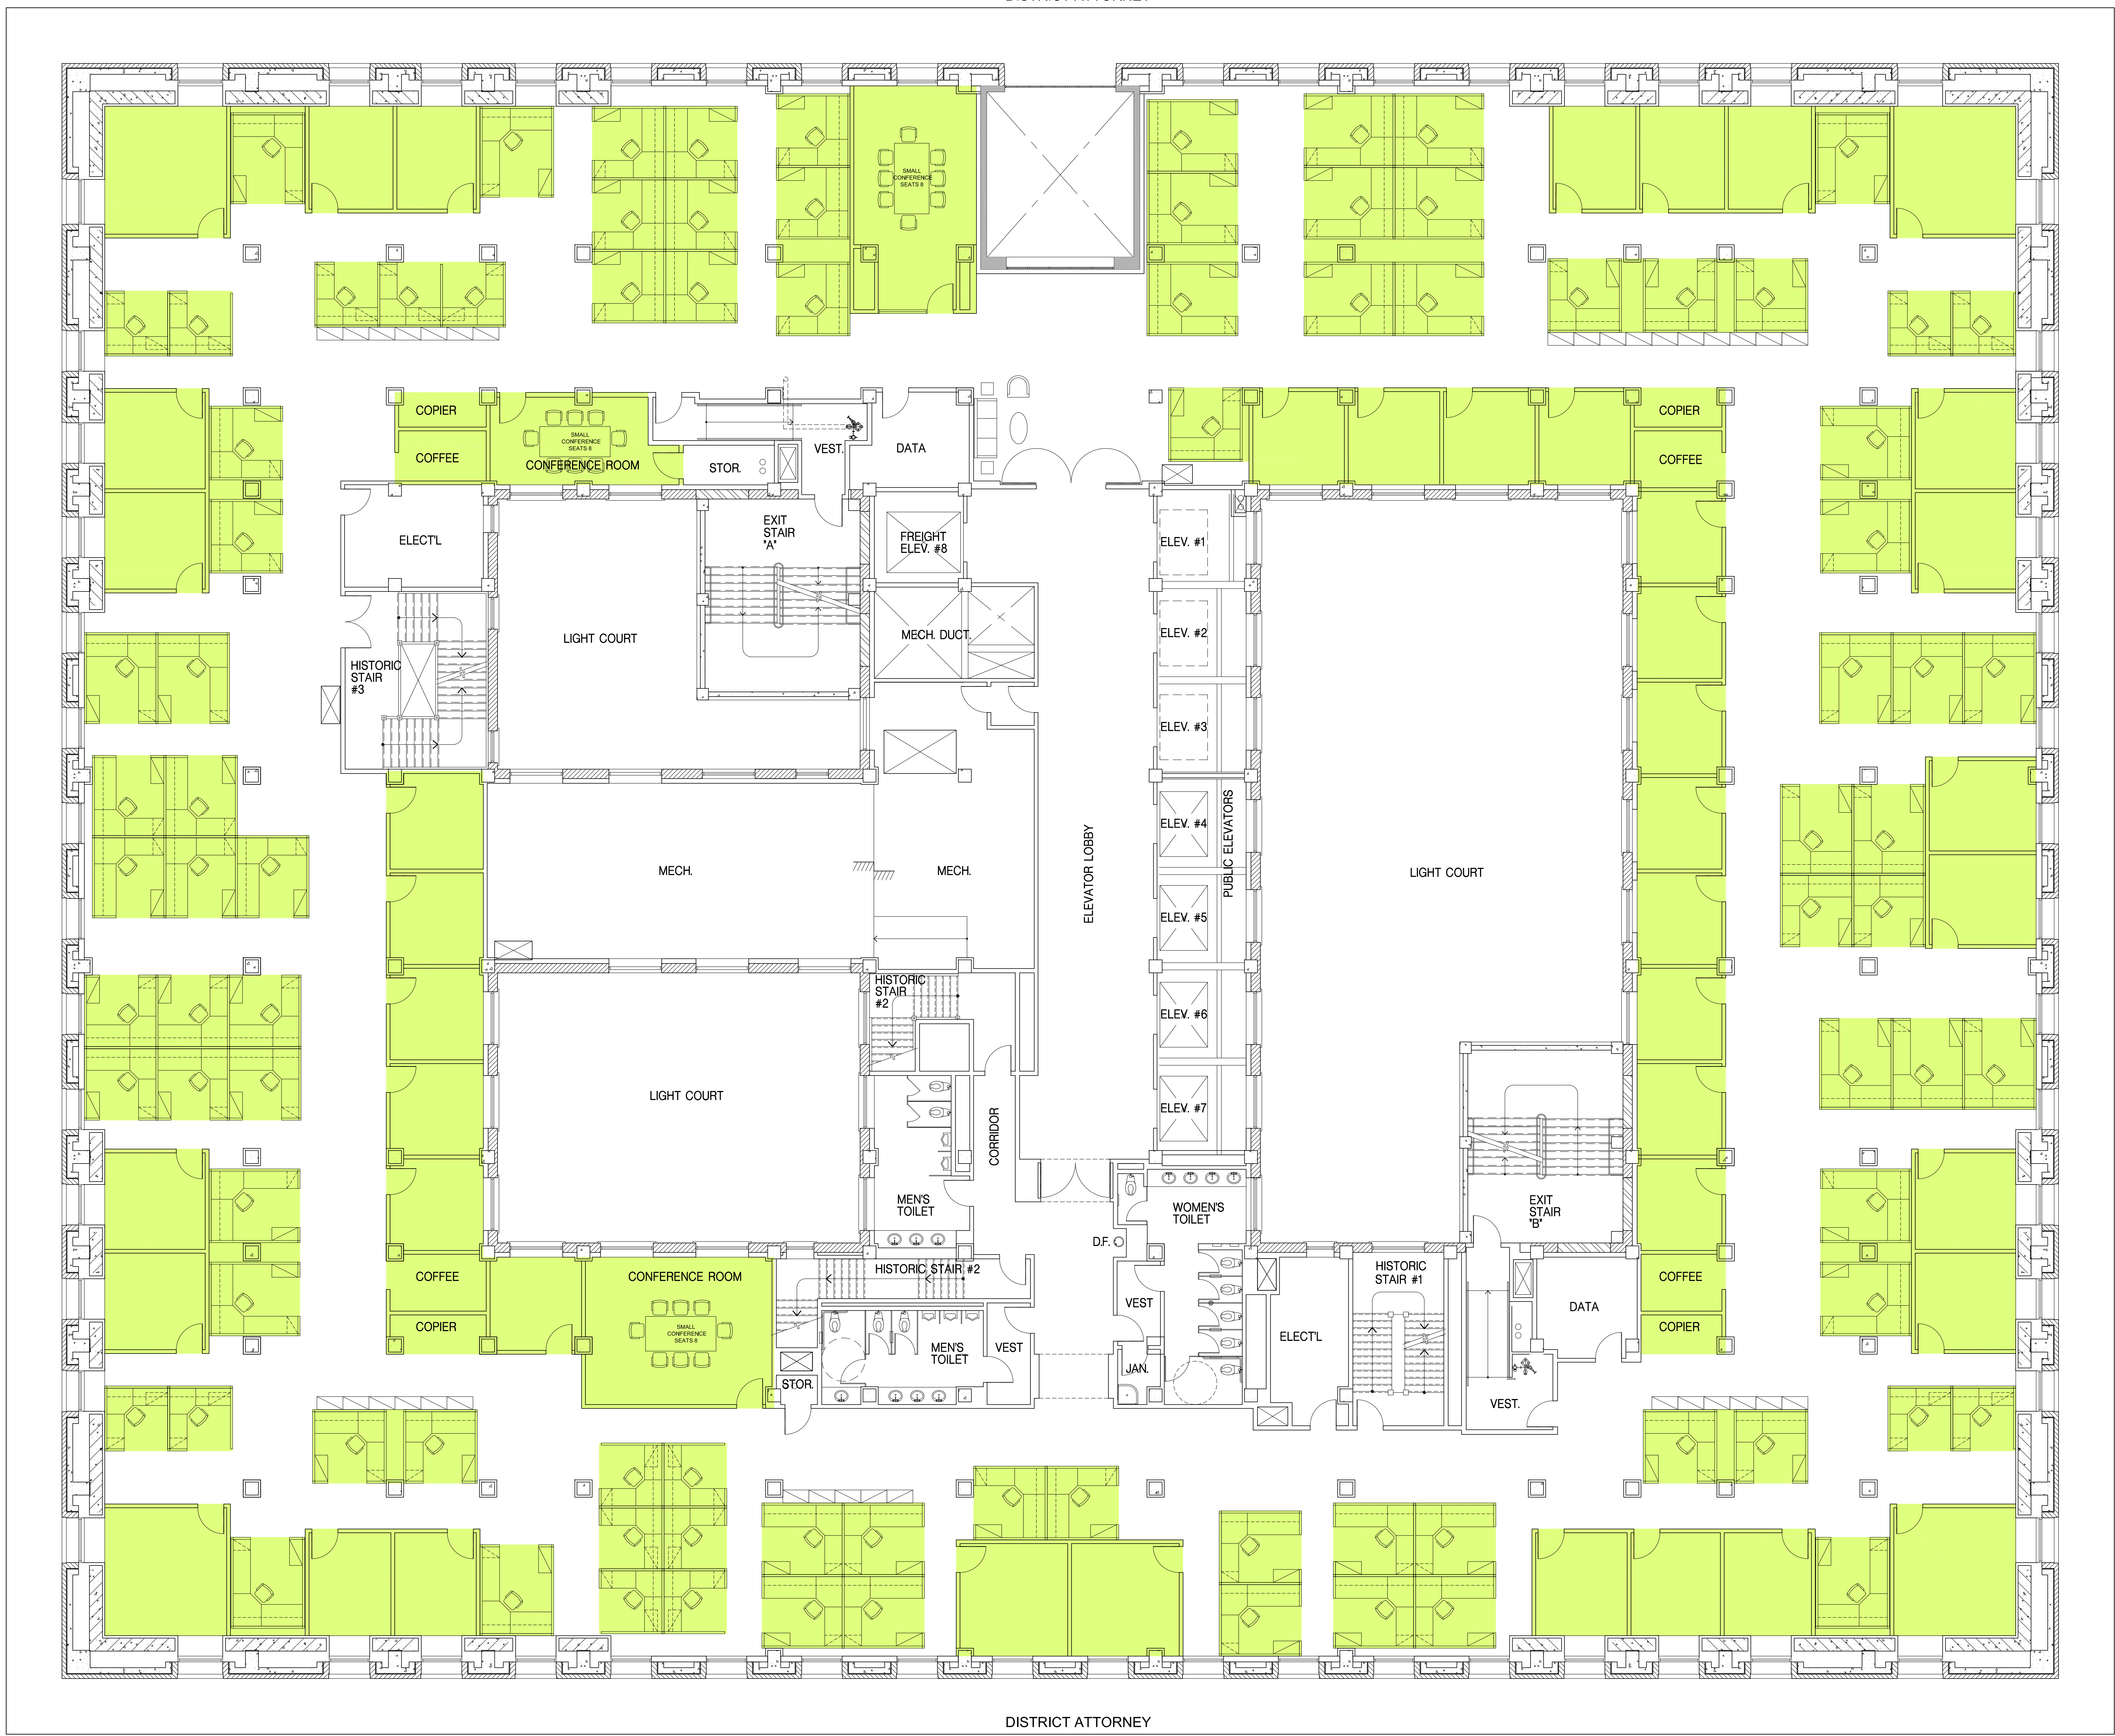 SMALL
CONFERENCE
SEATS 8
COPIER
COFFEE
SMALL
CONFERENCE
SEATS 8
CONFERENCE ROOM
STOR.
VEST.
DATA
COPIER
COFFEE
ELECT'L
EXIT
STAIR
"A"
FREIGHT
ELEV. #8
ELEV. #1
HISTORIC
STAIR
#3
LIGHT COURT
MECH. DUCT.
ELEV. #2
ELEV. #3
MECH.
MECH.
ELEVATOR LOBBY
ELEV. #4
PUBLIC ELEVATORS
LIGHT COURT
ELEV. #5
HISTORIC
STAIR
#2
ELEV. #6
LIGHT COURT
CORRIDOR
ELEV. #7
MEN'S
TOILET
WOMEN'S
TOILET
EXIT
STAIR
"B"
D.F.
COFFEE
CONFERENCE ROOM
HISTORIC STAIR #2
HISTORIC
STAIR #1
COFFEE
COPIER
SMALL
CONFERENCE
SEATS 8
VEST
DATA
COPIER
MEN'S
TOILET
VEST
ELECT'L
JAN.
STOR.
VEST.
DISTRICT ATTORNEY